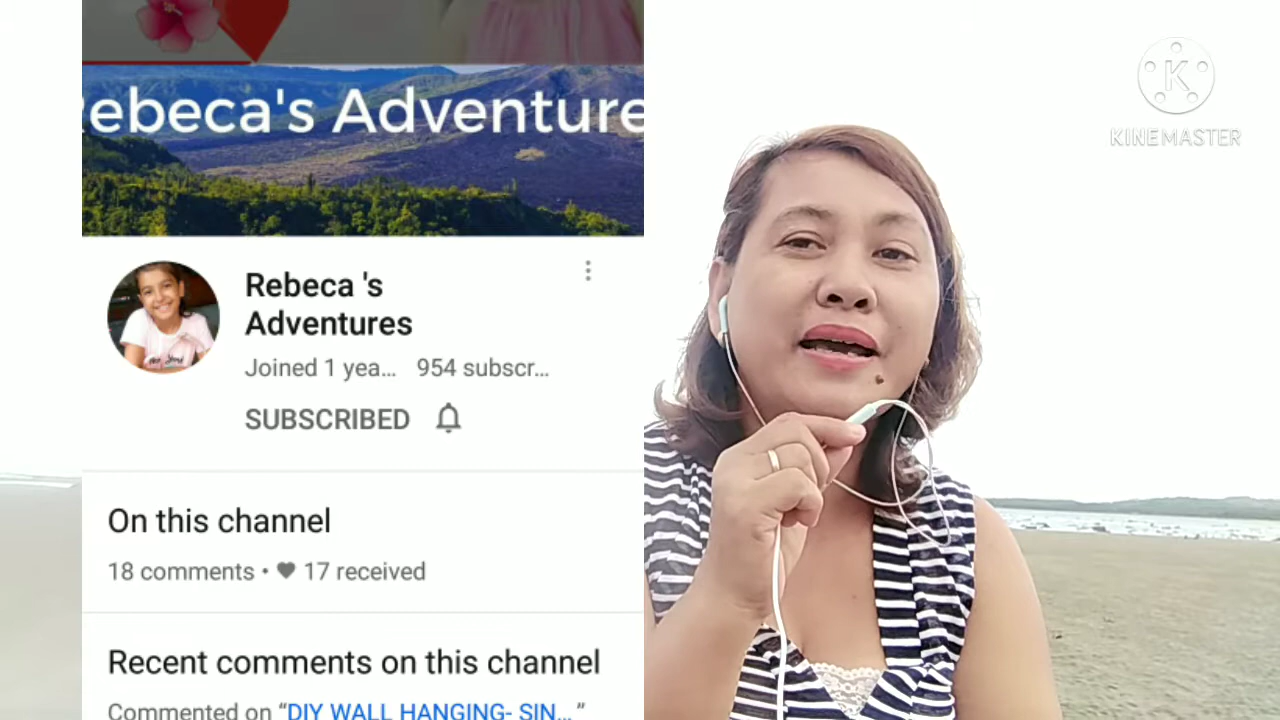 ebeca's Adventure
Rebeca 's
Adventures
Joined 1 yea... 954 subscr...
SUBSCRIBED
On this channel
18 comments • 17 received
Recent comments on this channel
Commented on “DIY WALL HANGING- SIN...”
K
KINEMASTER